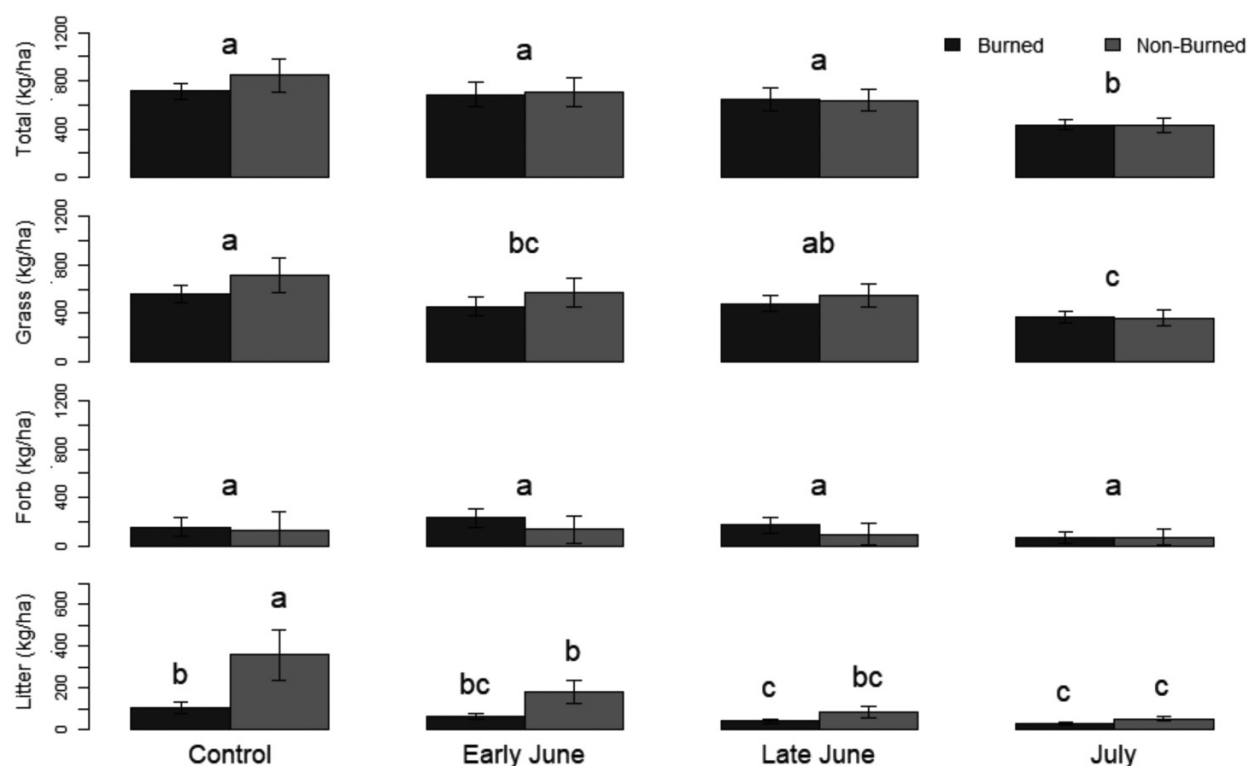 Burned Non-Burned
Total (kg/ha)
0 400 800 1200
a a a b
Grass (kg/ha)
0 400 800 1200
a bc ab c
Forb (kg/ha)
0 400 800 1200
a a a a
Litter (kg/ha)
0 200 400 600
b a bc b c bc c c
Control Early June Late June July